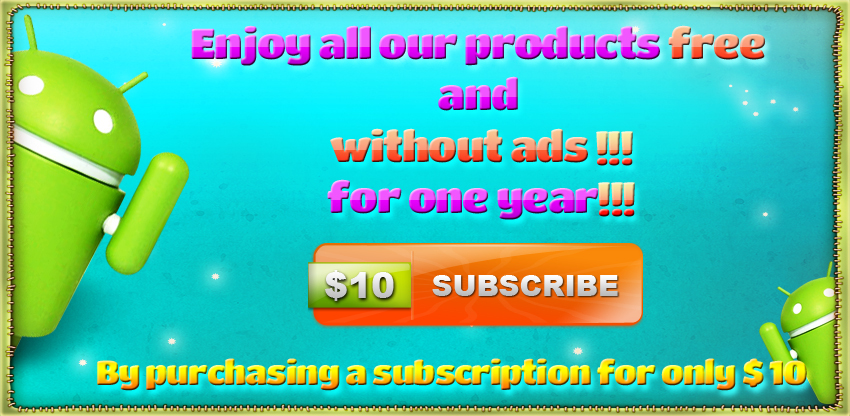 Enjoy all our products free
and
without ads !!!
for one year!!!
$10 SUBSCRIBE
By purchasing a subscription for only $ 10